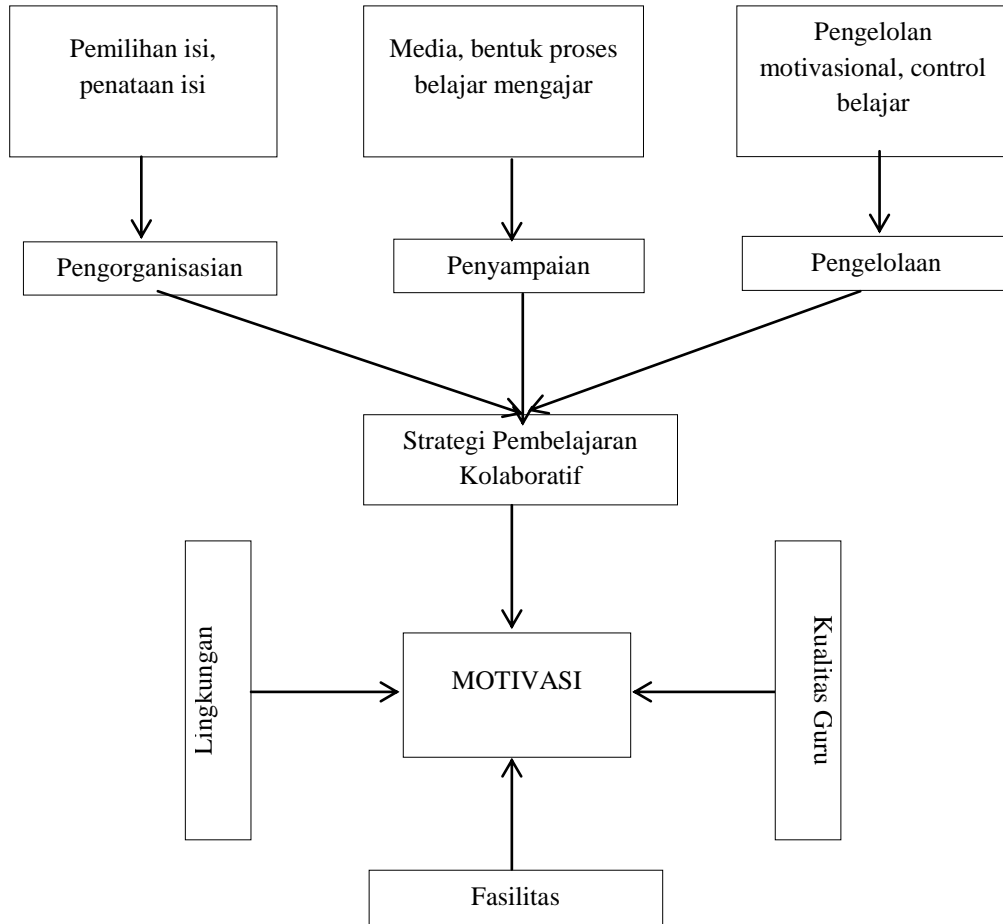 Pemilihan isi,
penataan isi
Media, bentuk proses
belajar mengajar
Pengelolan
motivasional, control
belajar
Pengorganisasian
Penyampaian
Pengelolaan
Strategi Pembelajaran
Kolaboratif
Lingkungan
MOTIVASI
Kualitas Guru
Fasilitas